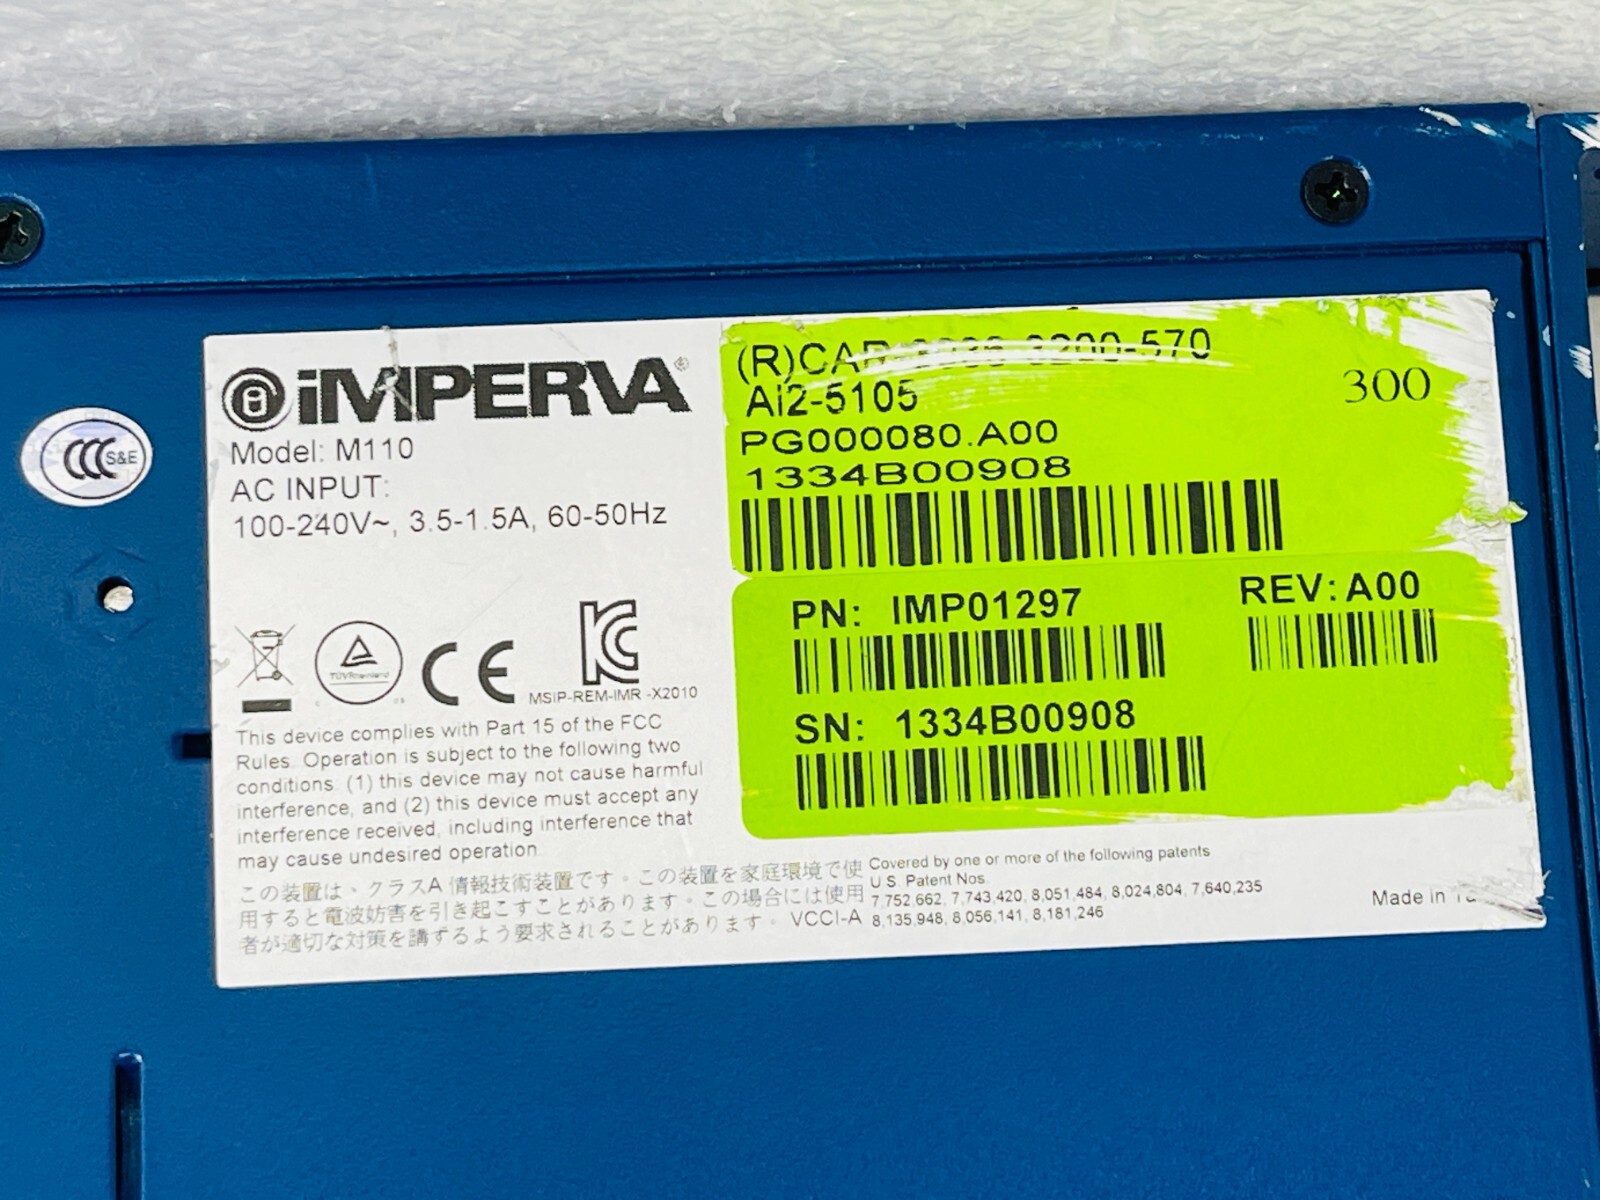 iMPERVA®
Model: M110
AC INPUT:
100-240V~, 3.5-1.5A, 60-50Hz
S&E
TÜVRheinland
CE
MSIP-REM-IMR -X2010
This device complies with Part 15 of the FCC
Rules. Operation is subject to the following two
conditions: (1) this device may not cause harmful
interference, and (2) this device must accept any
interference received, including interference that
may cause undesired operation.
この装置は、クラスA 情報技術装置です。この装置を家庭環境で使
用すると電波妨害を引き起こすことがあります。この場合には使用
者が適切な対策を講するよう要求されることがあります。 VCCI-A
(R)CAR 3200-570
300
AI2-5105
PG000080.A00
1334B00908
PN: IMP01297
REV: A00
SN: 1334B00908
Covered by one or more of the following patents
U.S. Patent Nos.
7,752,662, 7,743,420, 8,051,484, 8,024,804, 7,640,235
8,135,948, 8,056,141, 8,181,246
Made in